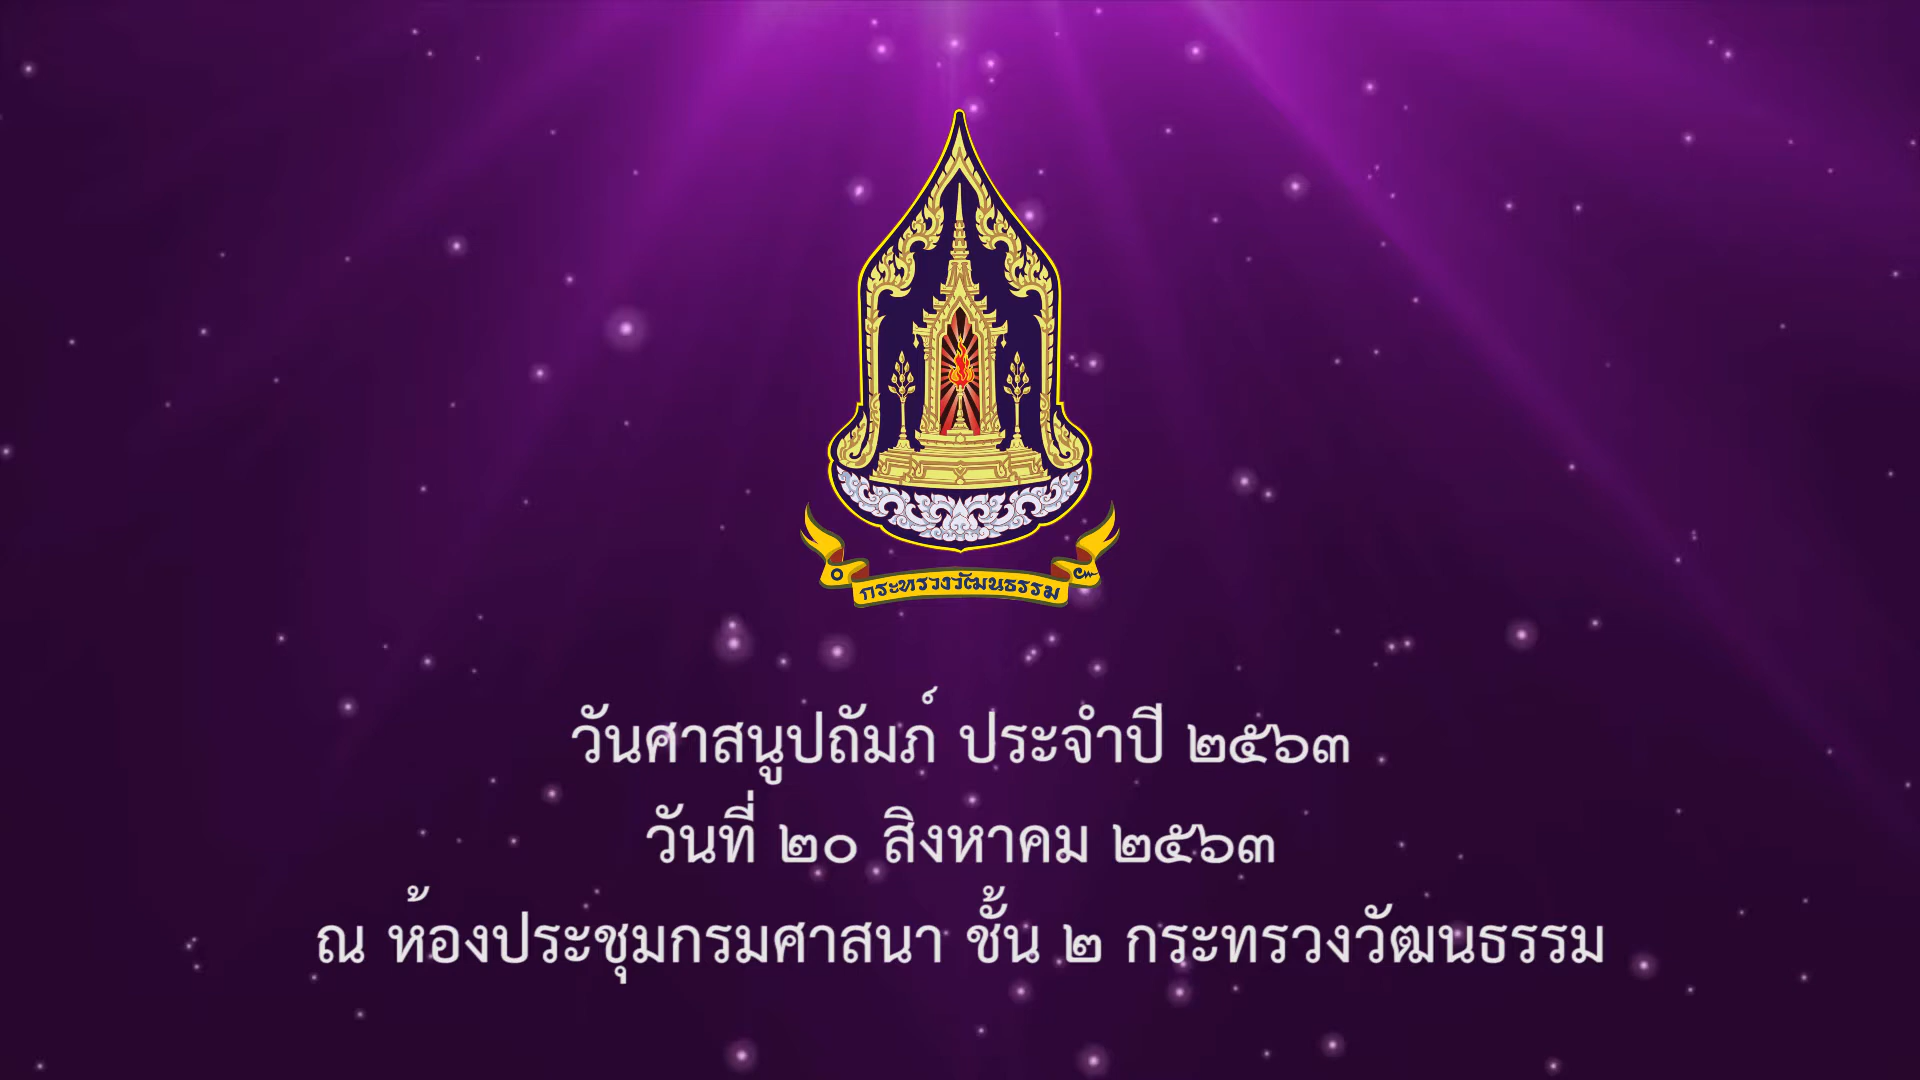 ๐ กระทรวงวัฒนธรรม ๛
วันศาสนูปถัมภ์ ประจำปี ๒๕๖๓
วันที่ ๒๐ สิงหาคม ๒๕๖๓
ณ ห้องประชุมกรมศาสนา ชั้น ๒ กระทรวงวัฒนธรรม